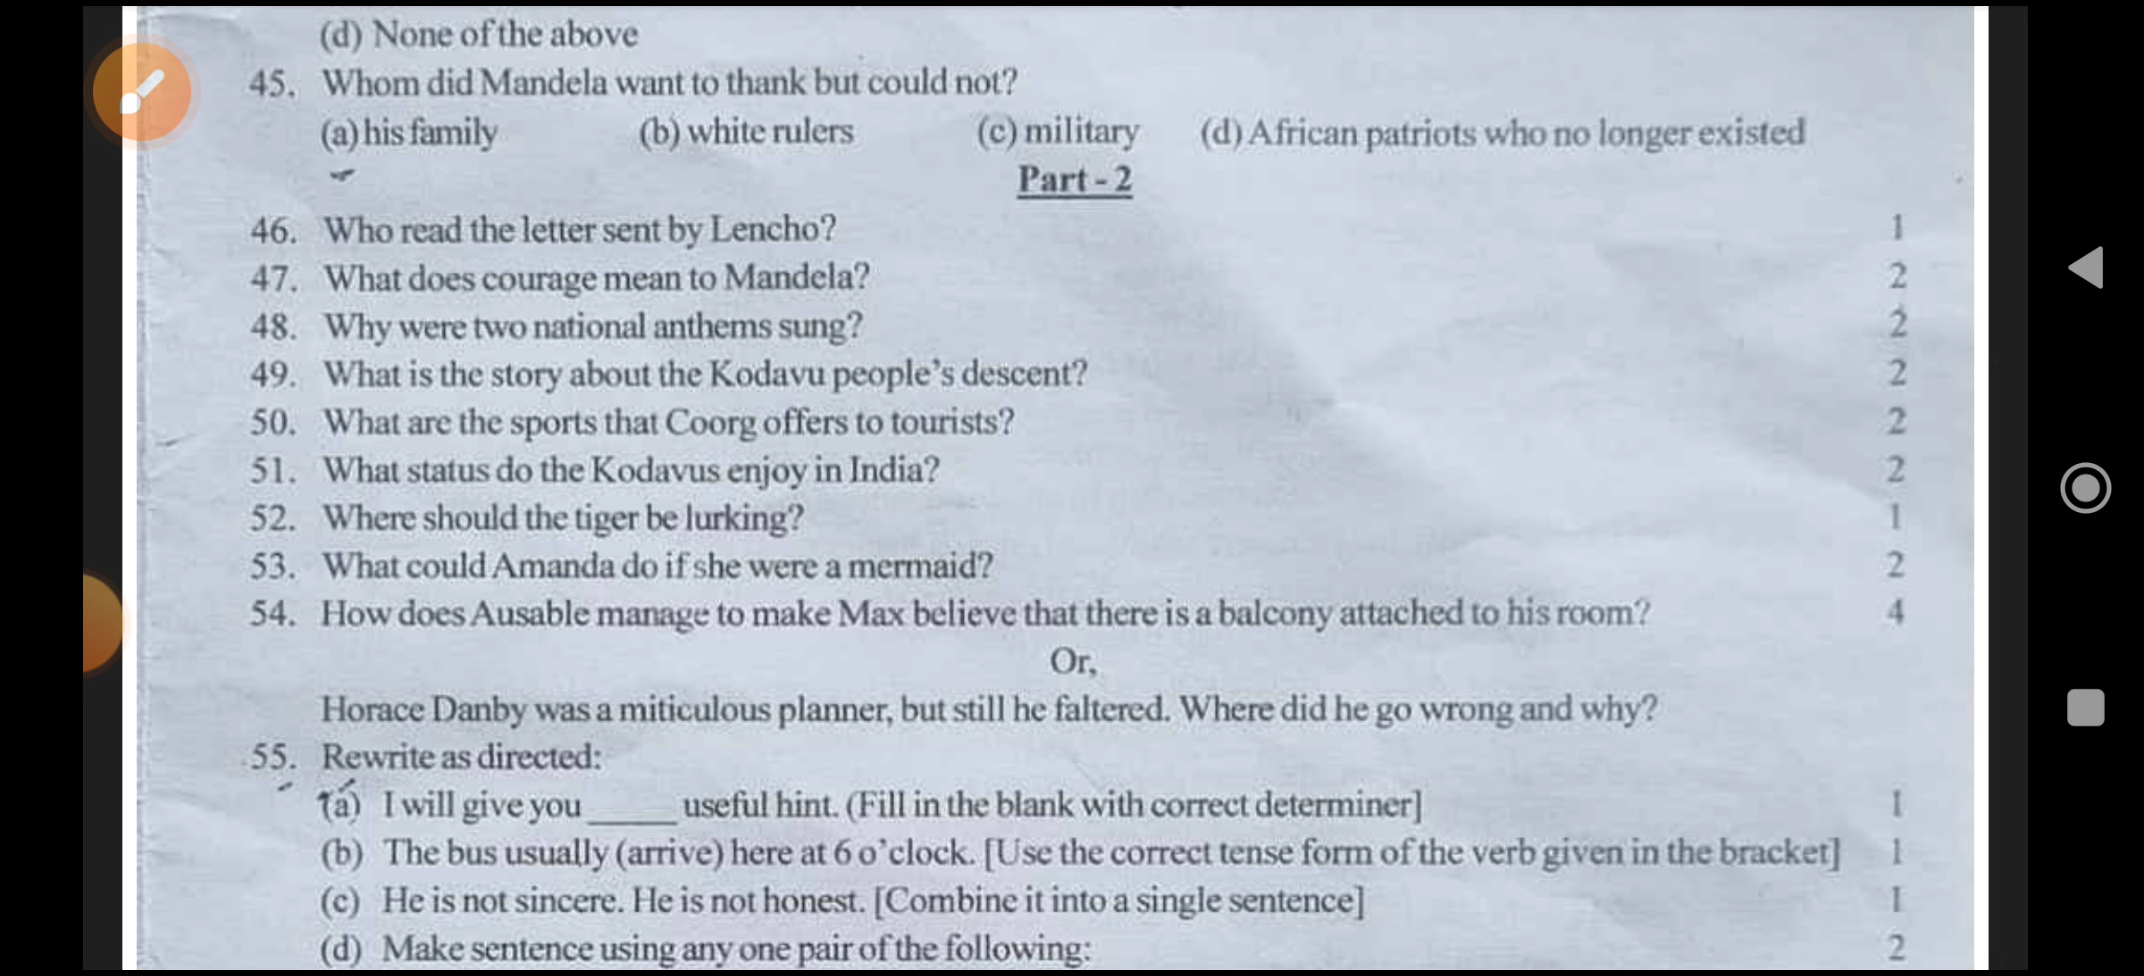 (d) None of the above
45. Whom did Mandela want to thank but could not?
(a) his family (b) white rulers (c) military (d) African patriots who no longer existed
Part - 2
46. Who read the letter sent by Lencho? 1
47. What does courage mean to Mandela? 2
48. Why were two national anthems sung? 2
49. What is the story about the Kodavu people's descent? 2
50. What are the sports that Coorg offers to tourists? 2
51. What status do the Kodavus enjoy in India? 2
52. Where should the tiger be lurking? 1
53. What could Amanda do if she were a mermaid? 2
54. How does Ausable manage to make Max believe that there is a balcony attached to his room? 4
Or,
Horace Danby was a miticulous planner, but still he faltered. Where did he go wrong and why?
55. Rewrite as directed:
(a) I will give you _____ useful hint. (Fill in the blank with correct determiner] 1
(b) The bus usually (arrive) here at 6 o'clock. [Use the correct tense form of the verb given in the bracket] 1
(c) He is not sincere. He is not honest. [Combine it into a single sentence] 1
(d) Make sentence using any one pair of the following: 2